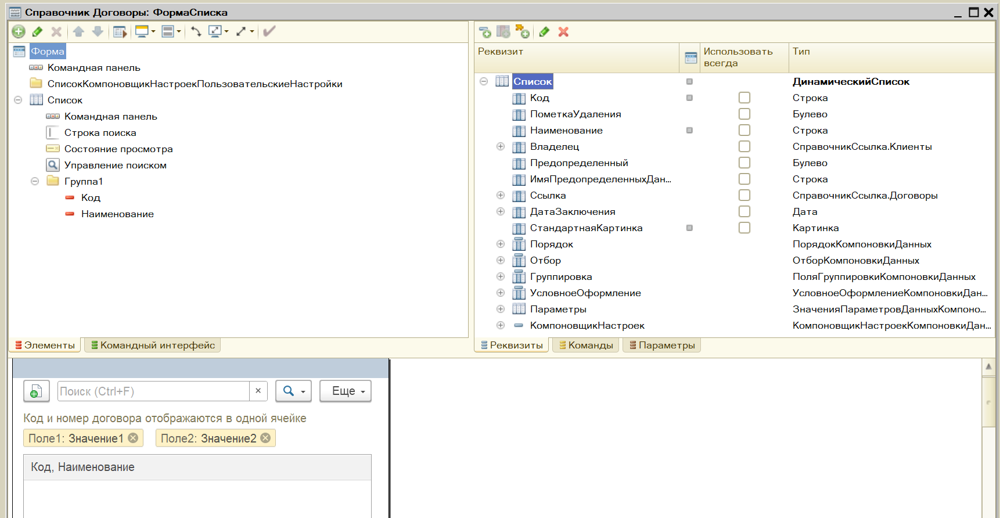 Справочник Договоры: ФормаСписка
Форма
Командная панель
СписокКомпоновщикНастроекПользовательскиеНастройки
Список
Командная панель
Строка поиска
Состояние просмотра
Управление поиском
Группа1
Код
Наименование
Элементы
Командный интерфейс
Реквизит
Использовать всегда
Тип
Список ДинамическийСписок
Код Строка
ПометкаУдаления Булево
Наименование Строка
Владелец СправочникСсылка.Клиенты
Предопределенный Булево
ИмяПредопределенныхДан... Строка
Ссылка СправочникСсылка.Договоры
ДатаЗаключения Дата
СтандартнаяКартинка Картинка
Порядок ПорядокКомпоновкиДанных
Отбор ОтборКомпоновкиДанных
Группировка ПоляГруппировкиКомпоновкиДанных
УсловноеОформление УсловноеОформлениеКомпоновкиДан...
Параметры ЗначенияПараметровДанныхКомпоно...
КомпоновщикНастроек КомпоновщикНастроекКомпоновкиДан...
Реквизиты
Команды
Параметры
Поиск (Ctrl+F)
×
Еще
Код и номер договора отображаются в одной ячейке
Поле1: Значение1
Поле2: Значение2
Код, Наименование